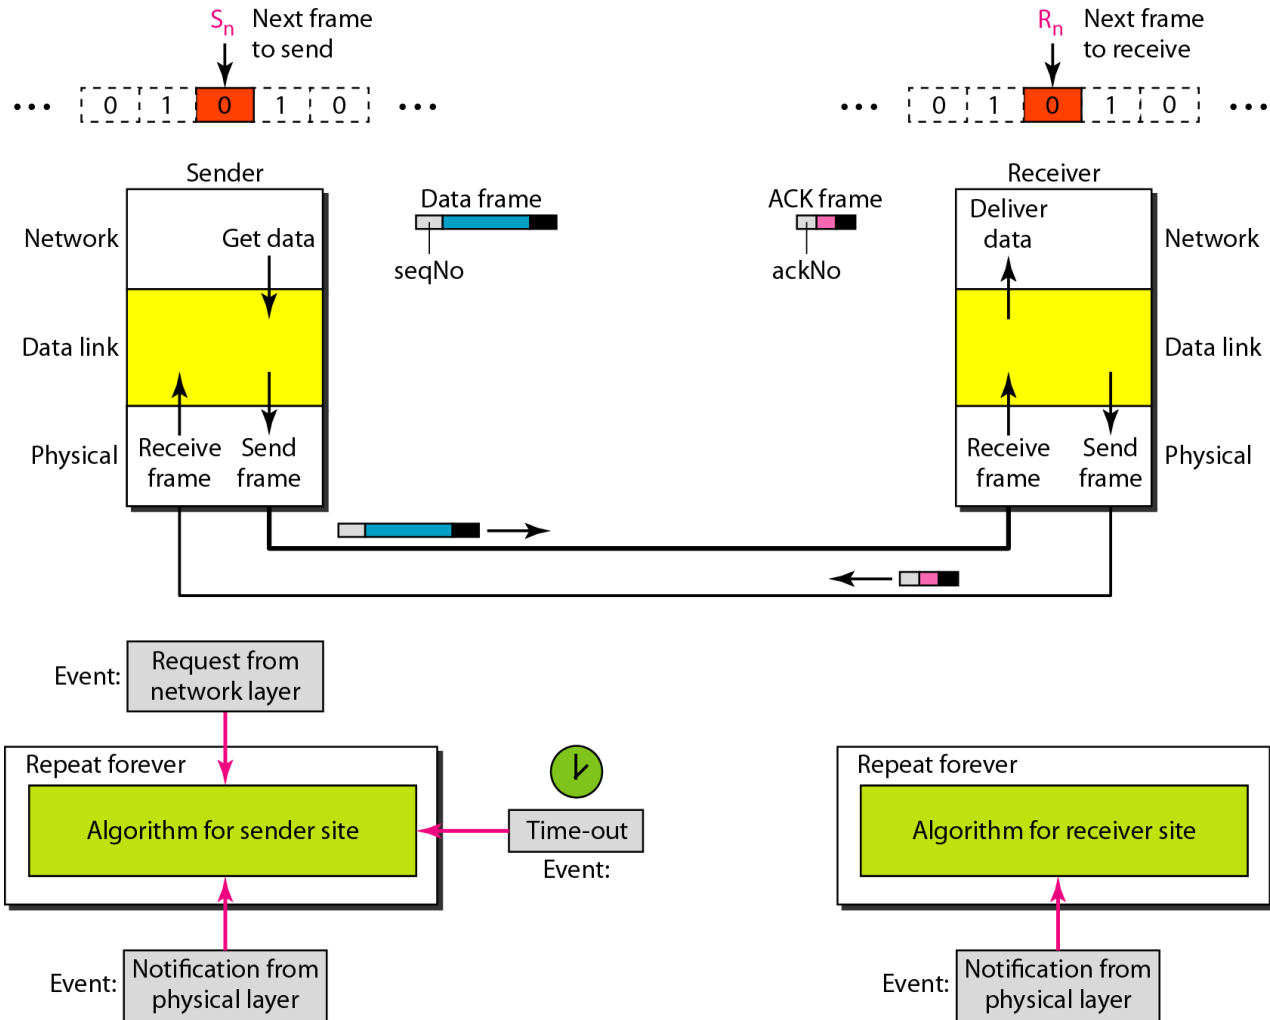 Sn Next frame
to send
Rn Next frame
to receive
••• 0 1 0 1 0 •••
••• 0 1 0 1 0 •••
Sender
Receiver
Data frame
seqNo
ACK frame
ackNo
Network
Get data
Deliver
data
Network
Data link
Data link
Physical
Receive
frame
Send
frame
Receive
frame
Send
frame
Physical
Event:
Request from
network layer
Repeat forever
Algorithm for sender site
Time-out
Event:
Repeat forever
Algorithm for receiver site
Event:
Notification from
physical layer
Event:
Notification from
physical layer